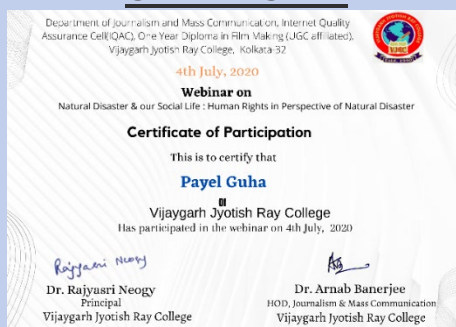 Department of Journalism and Mass Communication, Internet Quality
Assurance Cell(IQAC), One Year Diploma in Film Making (UGC affiliated),
Vijaygarh Jyotish Ray College, Kolkata-32
4th July, 2020
Webinar on
Natural Disaster & our Social Life : Human Rights in Perspective of Natural Disaster
Certificate of Participation
This is to certify that
Payel Guha
Of
Vijaygarh Jyotish Ray College
Has participated in the webinar on 4th July, 2020
Rajyasri Neogy
Dr. Rajyasri Neogy
Principal
Vijaygarh Jyotish Ray College
Dr. Arnab Banerjee
HOD, Journalism & Mass Communication
Vijaygarh Jyotish Ray College